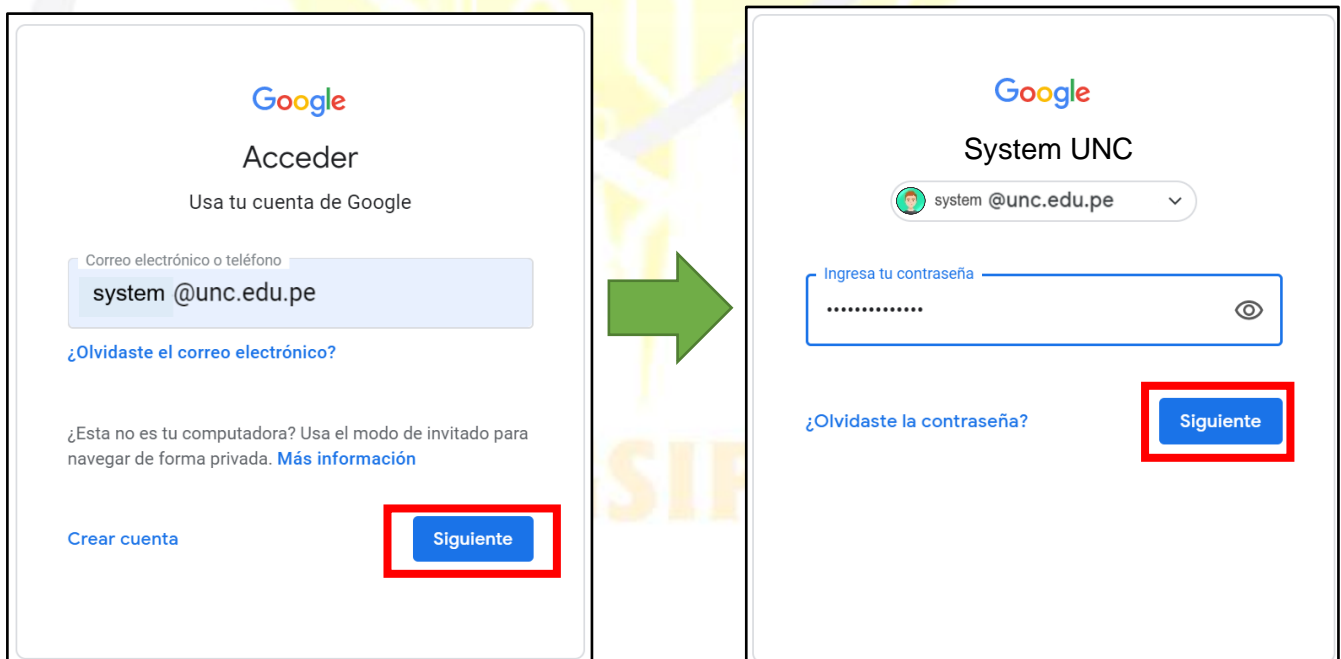 Google
Acceder
Usa tu cuenta de Google
Correo electrónico o teléfono
system @unc.edu.pe
¿Olvidaste el correo electrónico?
¿Esta no es tu computadora? Usa el modo de invitado para
navegar de forma privada. Más información
Crear cuenta
Siguiente
Google
System UNC
system @unc.edu.pe
Ingresa tu contraseña
••••••••••••••
¿Olvidaste la contraseña?
Siguiente